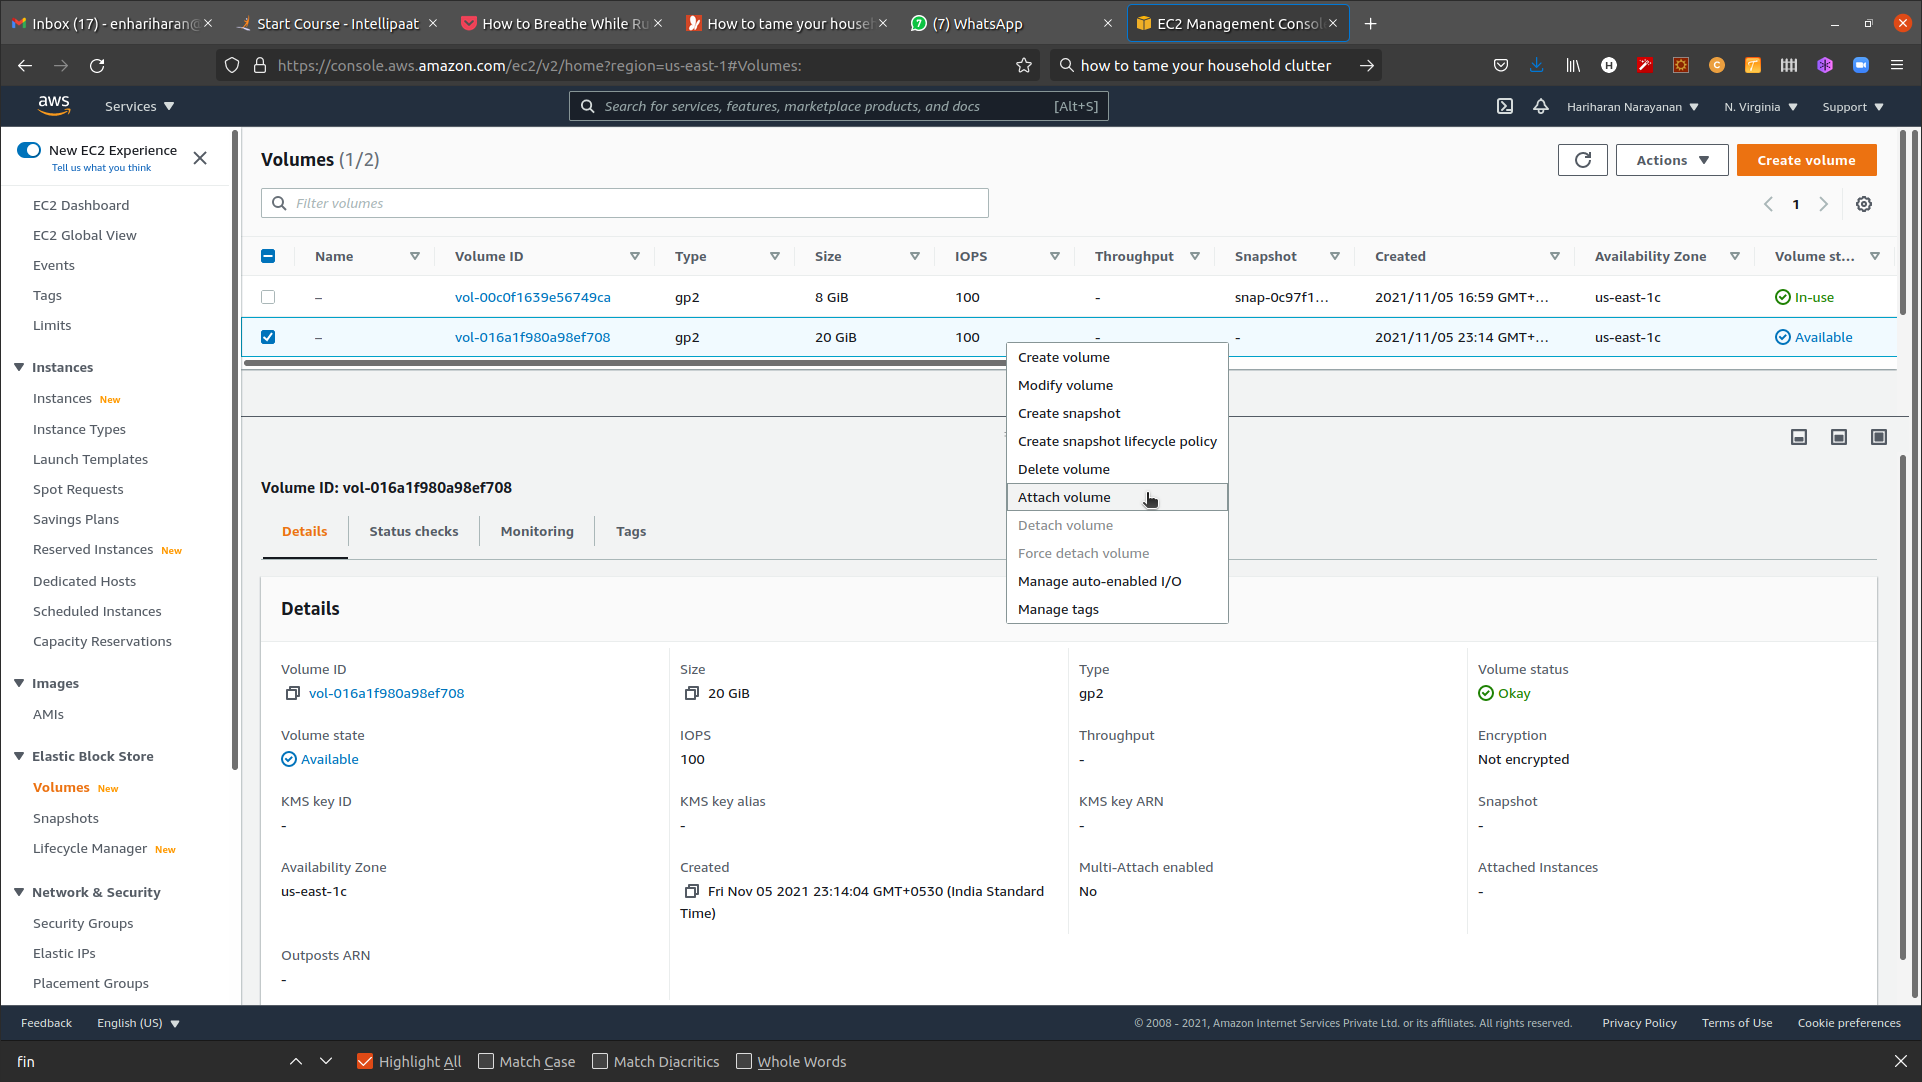 Inbox (17) - enhariharan@ Start Course - Intellipaat How to Breathe While Ru How to tame your house (7) WhatsApp EC2 Management Consol
https://console.aws.amazon.com/ec2/v2/home?region=us-east-1#Volumes: how to tame your household clutter
aws Services Search for services, features, marketplace products, and docs [Alt+S] Hariharan Narayanan N. Virginia Support
New EC2 Experience
Tell us what you think
EC2 Dashboard
EC2 Global View
Events
Tags
Limits
Instances
Instances New
Instance Types
Launch Templates
Spot Requests
Savings Plans
Reserved Instances New
Dedicated Hosts
Scheduled Instances
Capacity Reservations
Images
AMIs
Elastic Block Store
Volumes New
Snapshots
Lifecycle Manager New
Network & Security
Security Groups
Elastic IPs
Placement Groups
Volumes (1/2)
Actions Create volume
Filter volumes
1
Name Volume ID Type Size IOPS Throughput Snapshot Created Availability Zone Volume st...
– vol-00c0f1639e56749ca gp2 8 GiB 100 - snap-0c97f1... 2021/11/05 16:59 GMT+... us-east-1c In-use
– vol-016a1f980a98ef708 gp2 20 GiB 100 - - 2021/11/05 23:14 GMT+... us-east-1c Available
Create volume
Modify volume
Create snapshot
Create snapshot lifecycle policy
Delete volume
Attach volume
Detach volume
Force detach volume
Manage auto-enabled I/O
Manage tags
Volume ID: vol-016a1f980a98ef708
Details Status checks Monitoring Tags
Details
Volume ID Size Type Volume status
vol-016a1f980a98ef708 20 GiB gp2 Okay
Volume state IOPS Throughput Encryption
Available 100 - Not encrypted
KMS key ID KMS key alias KMS key ARN Snapshot
- - - -
Availability Zone Created Multi-Attach enabled Attached Instances
us-east-1c Fri Nov 05 2021 23:14:04 GMT+0530 (India Standard No -
Time)
Outposts ARN
-
Feedback English (US) © 2008 - 2021, Amazon Internet Services Private Ltd. or its affiliates. All rights reserved. Privacy Policy Terms of Use Cookie preferences
fin Highlight All Match Case Match Diacritics Whole Words